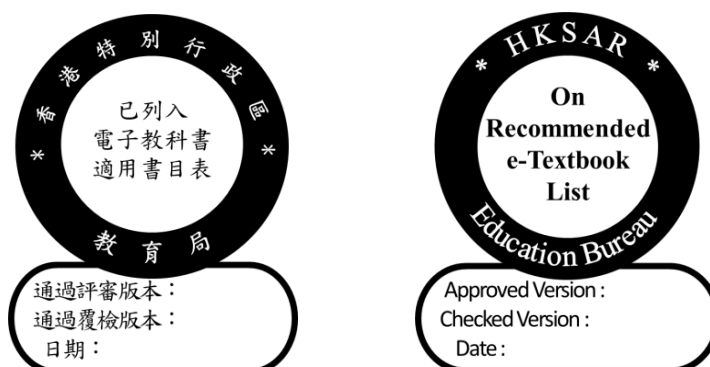 * 香港特別行政區 *
已列入
電子教科書
適用書目表
教育局
通過評審版本：
通過覆檢版本：
日期：
* HKSAR *
On
Recommended
e-Textbook
List
Education Bureau
Approved Version :
Checked Version :
Date :